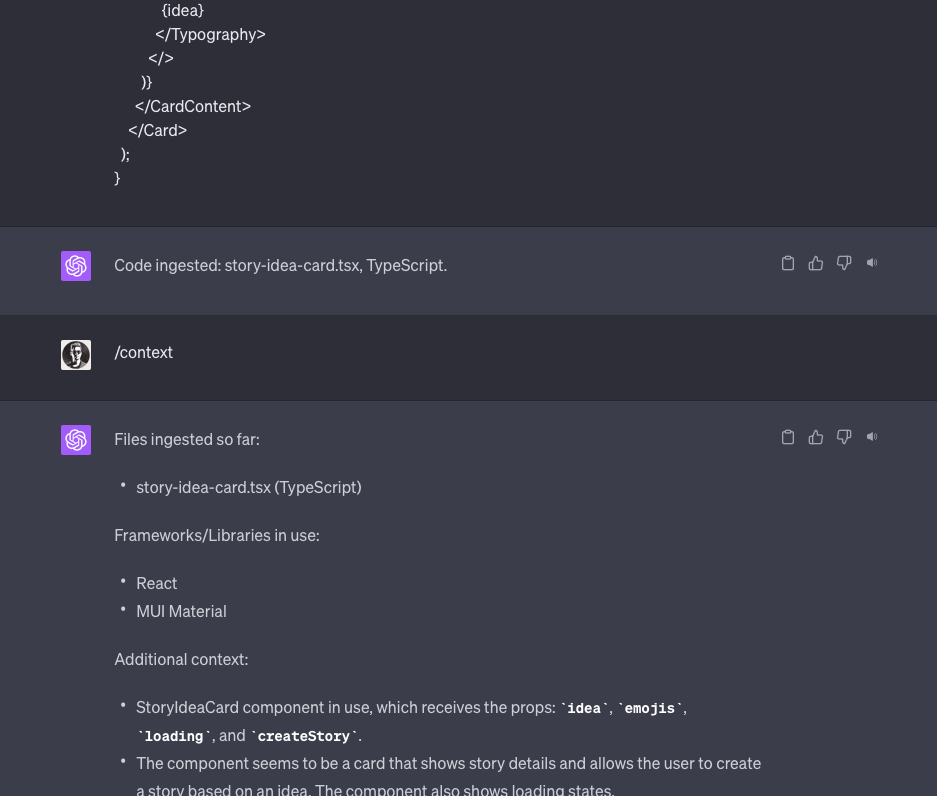 {idea}
</Typography>
</>
)}
</CardContent>
</Card>
);
}
Code ingested: story-idea-card.tsx, TypeScript.
/context
Files ingested so far:
• story-idea-card.tsx (TypeScript)
Frameworks/Libraries in use:
• React
• MUI Material
Additional context:
• StoryIdeaCard component in use, which receives the props: `idea`, `emojis`,
`loading`, and `createStory`.
• The component seems to be a card that shows story details and allows the user to create
a story based on an idea. The component also shows loading states.